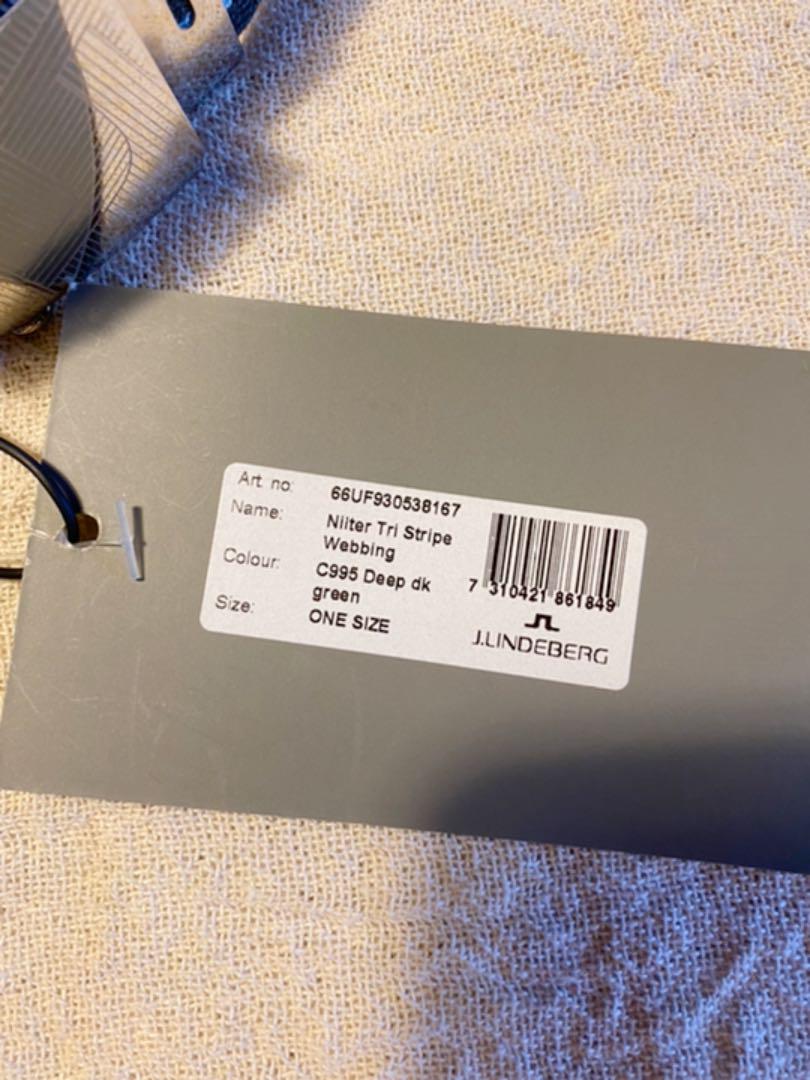 Art. no: 66UF930538167
Name: Niiter Tri Stripe
Webbing
Colour: C995 Deep dk
green
Size: ONE SIZE
7 310421 861849
J.LINDEBERG